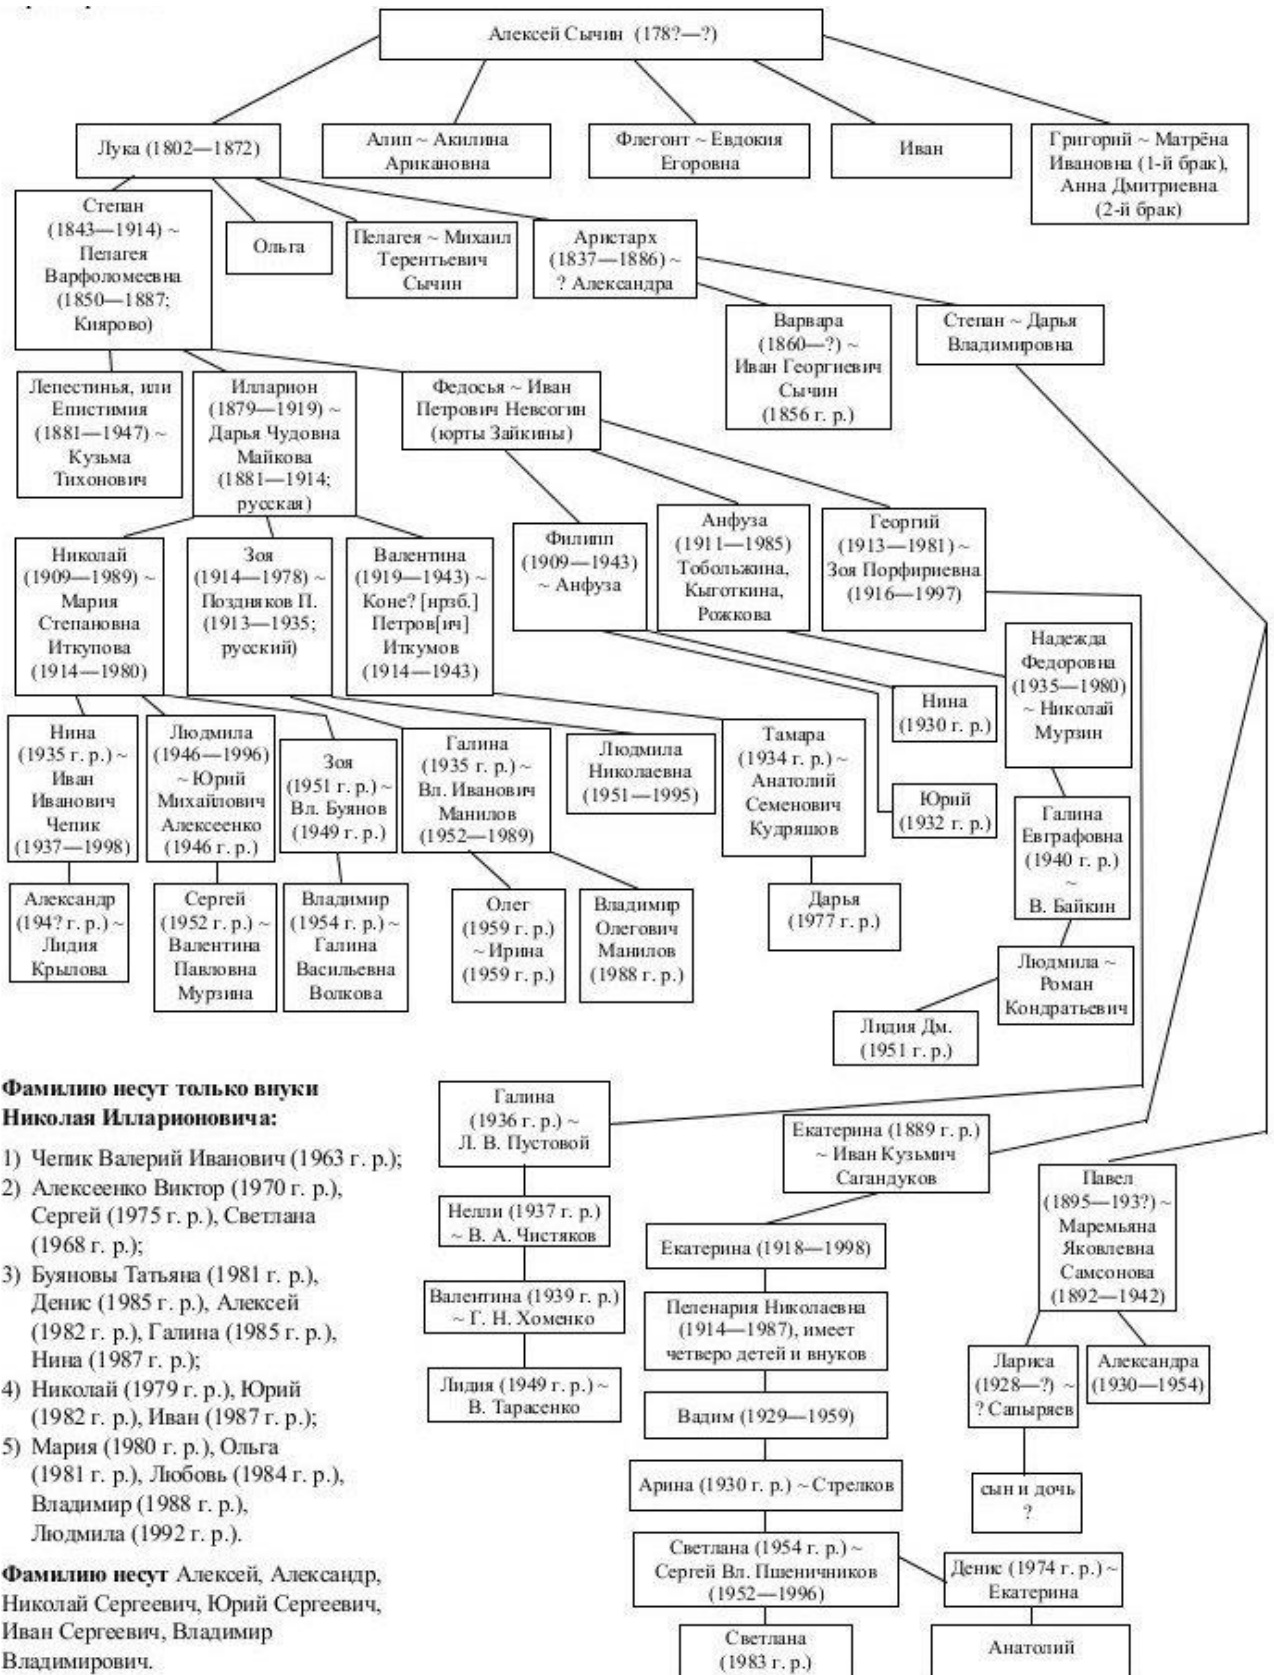 Алексей Сычин (178?—?)
Лука (1802—1872)
Алип ~ Акилина
Арикановна
Флегонт ~ Евдокия
Егоровна
Иван
Григорий ~ Матрёна
Ивановна (1-й брак),
Анна Дмитриевна
(2-й брак)
Степан
(1843—1914) ~
Пелагея
Варфоломеевна
(1850—1887;
Киярово)
Ольга
Пелагея ~ Михаил
Терентьевич
Сычин
Аристарх
(1837—1886) ~
? Александра
Варвара
(1860—?) ~
Иван Георгиевич
Сычин
(1856 г. р.)
Степан ~ Дарья
Владимировна
Лепестинья, или
Епистимия
(1881—1947) ~
Кузьма
Тихонович
Илларион
(1879—1919) ~
Дарья Чудовна
Майкова
(1881—1914;
русская)
Федосья ~ Иван
Петрович Невсогин
(юрты Зайкины)
Николай
(1909—1989) ~
Мария
Степановна
Иткупова
(1914—1980)
Зоя
(1914—1978) ~
Поздняков П.
(1913—1935;
русский)
Валентина
(1919—1943) ~
Коне? [нрзб.]
Петров[ич]
Иткумов
(1914—1943)
Филипп
(1909—1943)
~ Анфуза
Анфуза
(1911—1985)
Тобольжина,
Кыготкина,
Рожкова
Георгий
(1913—1981) ~
Зоя Порфириевна
(1916—1997)
Надежда
Федоровна
(1935—1980)
~ Николай
Мурзин
Нина
(1930 г. р.)
Юрий
(1932 г. р.)
Нина
(1935 г. р.) ~
Иван
Иванович
Чепик
(1937—1998)
Людмила
(1946—1996)
~ Юрий
Михайлович
Алексеенко
(1946 г. р.)
Зоя
(1951 г. р.) ~
Вл. Буянов
(1949 г. р.)
Галина
(1935 г. р.) ~
Вл. Иванович
Манилов
(1952—1989)
Людмила
Николаевна
(1951—1995)
Тамара
(1934 г. р.) ~
Анатолий
Семенович
Кудряшов
Галина
Евграфовна
(1940 г. р.)
~
В. Байкин
Александр
(194? г. р.) ~
Лидия
Крылова
Сергей
(1952 г. р.) ~
Валентина
Павловна
Мурзина
Владимир
(1954 г. р.) ~
Галина
Васильевна
Волкова
Олег
(1959 г. р.)
~ Ирина
(1959 г. р.)
Владимир
Олегович
Манилов
(1988 г. р.)
Дарья
(1977 г. р.)
Людмила ~
Роман
Кондратьевич
Лидия Дм.
(1951 г. р.)
Фамилию несут только внуки
Николая Илларионовича:
1) Чепик Валерий Иванович (1963 г. р.);
2) Алексеенко Виктор (1970 г. р.),
Сергей (1975 г. р.), Светлана
(1968 г. р.);
3) Буяновы Татьяна (1981 г. р.),
Денис (1985 г. р.), Алексей
(1982 г. р.), Галина (1985 г. р.),
Нина (1987 г. р.);
4) Николай (1979 г. р.), Юрий
(1982 г. р.), Иван (1987 г. р.);
5) Мария (1980 г. р.), Ольга
(1981 г. р.), Любовь (1984 г. р.),
Владимир (1988 г. р.),
Людмила (1992 г. р.).
Фамилию несут Алексей, Александр,
Николай Сергеевич, Юрий Сергеевич,
Иван Сергеевич, Владимир
Владимирович.
Галина
(1936 г. р.) ~
Л. В. Пустовой
Нелли (1937 г. р.)
~ В. А. Чистяков
Валентина (1939 г. р.)
~ Г. Н. Хоменко
Лидия (1949 г. р.) ~
В. Тарасенко
Екатерина (1889 г. р.)
~ Иван Кузьмич
Сагандуков
Екатерина (1918—1998)
Пеленария Николаевна
(1914—1987), имеет
четверо детей и внуков
Вадим (1929—1959)
Арина (1930 г. р.) ~ Стрелков
Светлана (1954 г. р.) ~
Сергей Вл. Пшеничников
(1952—1996)
Светлана
(1983 г. р.)
Павел
(1895—193?) ~
Маремьяна
Яковлевна
Самсонова
(1892—1942)
Лариса
(1928—?) ~
? Сапыряев
Александра
(1930—1954)
сын и дочь
?
Денис (1974 г. р.) ~
Екатерина
Анатолий